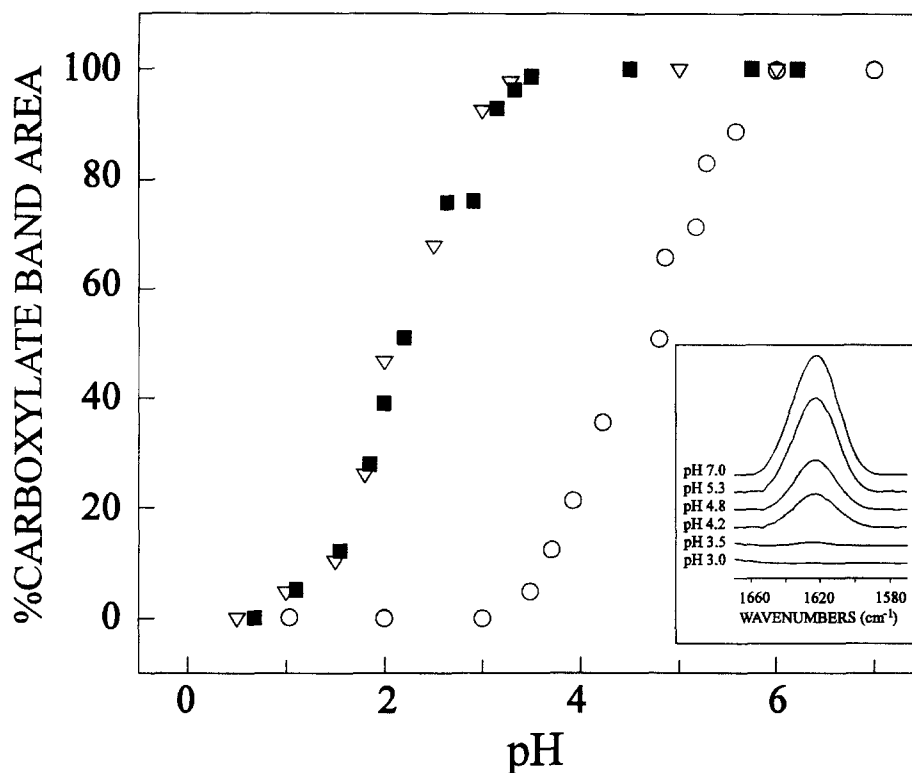 %CARBOXYLATE BAND AREA
100
80
60
40
20
0
0 2 4 6
pH
pH 7.0
pH 5.3
pH 4.8
pH 4.2
pH 3.5
pH 3.0
1660 1620 1580
WAVENUMBERS (cm⁻¹)